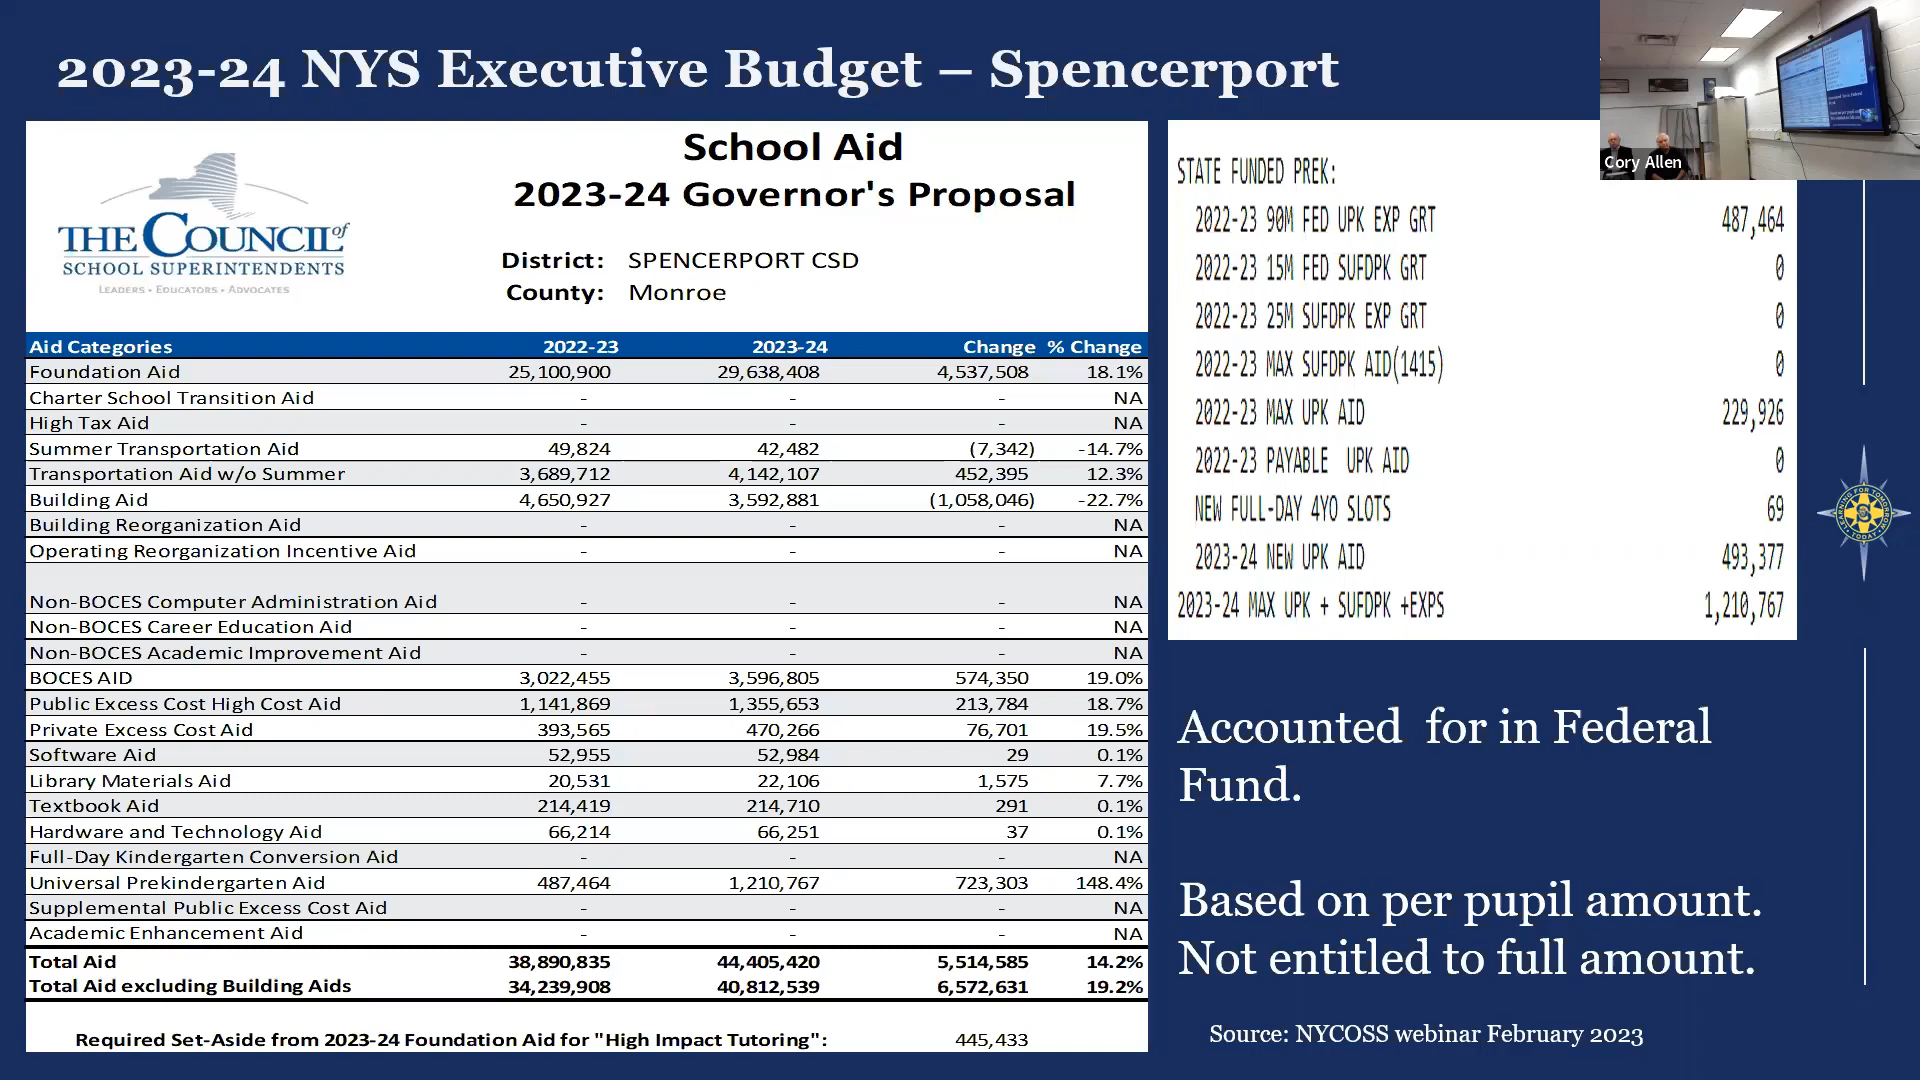 2023-24 NYS Executive Budget – Spencerport
THE COUNCIL of
SCHOOL SUPERINTENDENTS
LEADERS • EDUCATORS • ADVOCATES
School Aid
2023-24 Governor's Proposal
District: SPENCERPORT CSD
County: Monroe
Aid Categories 2022-23 2023-24 Change % Change
Foundation Aid 25,100,900 29,638,408 4,537,508 18.1%
Charter School Transition Aid - - - NA
High Tax Aid - - - NA
Summer Transportation Aid 49,824 42,482 (7,342) -14.7%
Transportation Aid w/o Summer 3,689,712 4,142,107 452,395 12.3%
Building Aid 4,650,927 3,592,881 (1,058,046) -22.7%
Building Reorganization Aid - - - NA
Operating Reorganization Incentive Aid - - - NA
Non-BOCES Computer Administration Aid - - - NA
Non-BOCES Career Education Aid - - - NA
Non-BOCES Academic Improvement Aid - - - NA
BOCES AID 3,022,455 3,596,805 574,350 19.0%
Public Excess Cost High Cost Aid 1,141,869 1,355,653 213,784 18.7%
Private Excess Cost Aid 393,565 470,266 76,701 19.5%
Software Aid 52,955 52,984 29 0.1%
Library Materials Aid 20,531 22,106 1,575 7.7%
Textbook Aid 214,419 214,710 291 0.1%
Hardware and Technology Aid 66,214 66,251 37 0.1%
Full-Day Kindergarten Conversion Aid - - - NA
Universal Prekindergarten Aid 487,464 1,210,767 723,303 148.4%
Supplemental Public Excess Cost Aid - - - NA
Academic Enhancement Aid - - - NA
Total Aid 38,890,835 44,405,420 5,514,585 14.2%
Total Aid excluding Building Aids 34,239,908 40,812,539 6,572,631 19.2%
Required Set-Aside from 2023-24 Foundation Aid for "High Impact Tutoring": 445,433
STATE FUNDED PREK:
2022-23 90M FED UPK EXP GRT 487,464
2022-23 15M FED SUFDPK GRT 0
2022-23 25M SUFDPK EXP GRT 0
2022-23 MAX SUFDPK AID(1415) 0
2022-23 MAX UPK AID 229,926
2022-23 PAYABLE UPK AID 0
NEW FULL-DAY 4YO SLOTS 69
2023-24 NEW UPK AID 493,377
2023-24 MAX UPK + SUFDPK +EXPS 1,210,767
Accounted for in Federal
Fund.
Based on per pupil amount.
Not entitled to full amount.
Source: NYCOSS webinar February 2023
Cory Allen
LEARNING FOR TOMORROW
TODAY